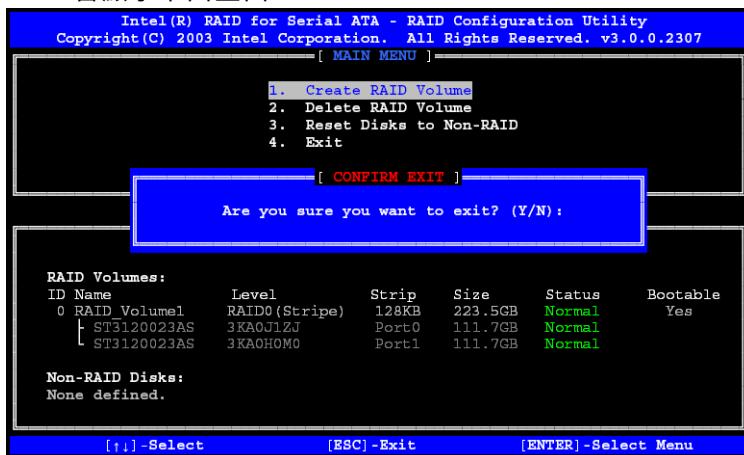 Intel(R) RAID for Serial ATA - RAID Configuration Utility
Copyright(C) 2003 Intel Corporation. All Rights Reserved. v3.0.0.2307
[ MAIN MENU ]
1. Create RAID Volume
2. Delete RAID Volume
3. Reset Disks to Non-RAID
4. Exit
[ CONFIRM EXIT ]
Are you sure you want to exit? (Y/N):
RAID Volumes:
ID Name Level Strip Size Status Bootable
0 RAID_Volume1 RAID0(Stripe) 128KB 223.5GB Normal Yes
ST3120023AS 3KA0J1ZJ Port0 111.7GB Normal
ST3120023AS 3KA0H0M0 Port1 111.7GB Normal
Non-RAID Disks:
None defined.
[↑↓]-Select [ESC]-Exit [ENTER]-Select Menu